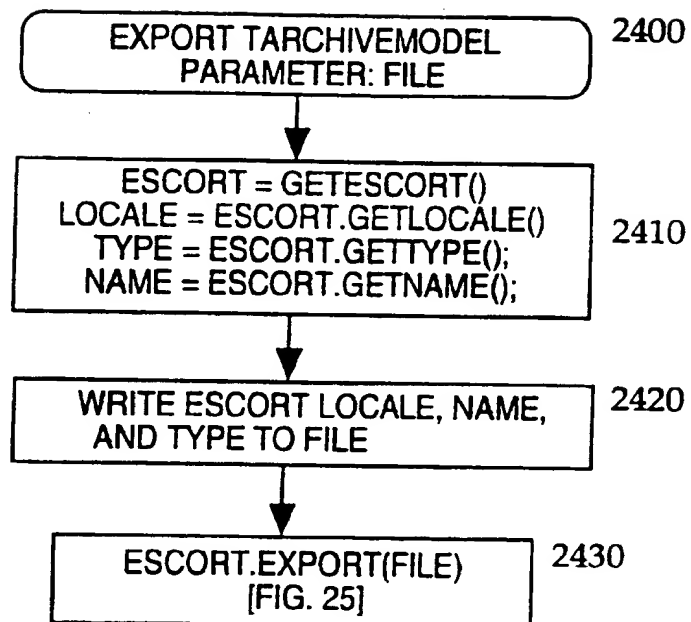 EXPORT TARCHIVEMODEL
PARAMETER: FILE
2400
ESCORT = GETESCORT()
LOCALE = ESCORT.GETLOCALE()
TYPE = ESCORT.GETTYPE();
NAME = ESCORT.GETNAME();
2410
WRITE ESCORT LOCALE, NAME,
AND TYPE TO FILE
2420
ESCORT.EXPORT(FILE)
[FIG. 25]
2430